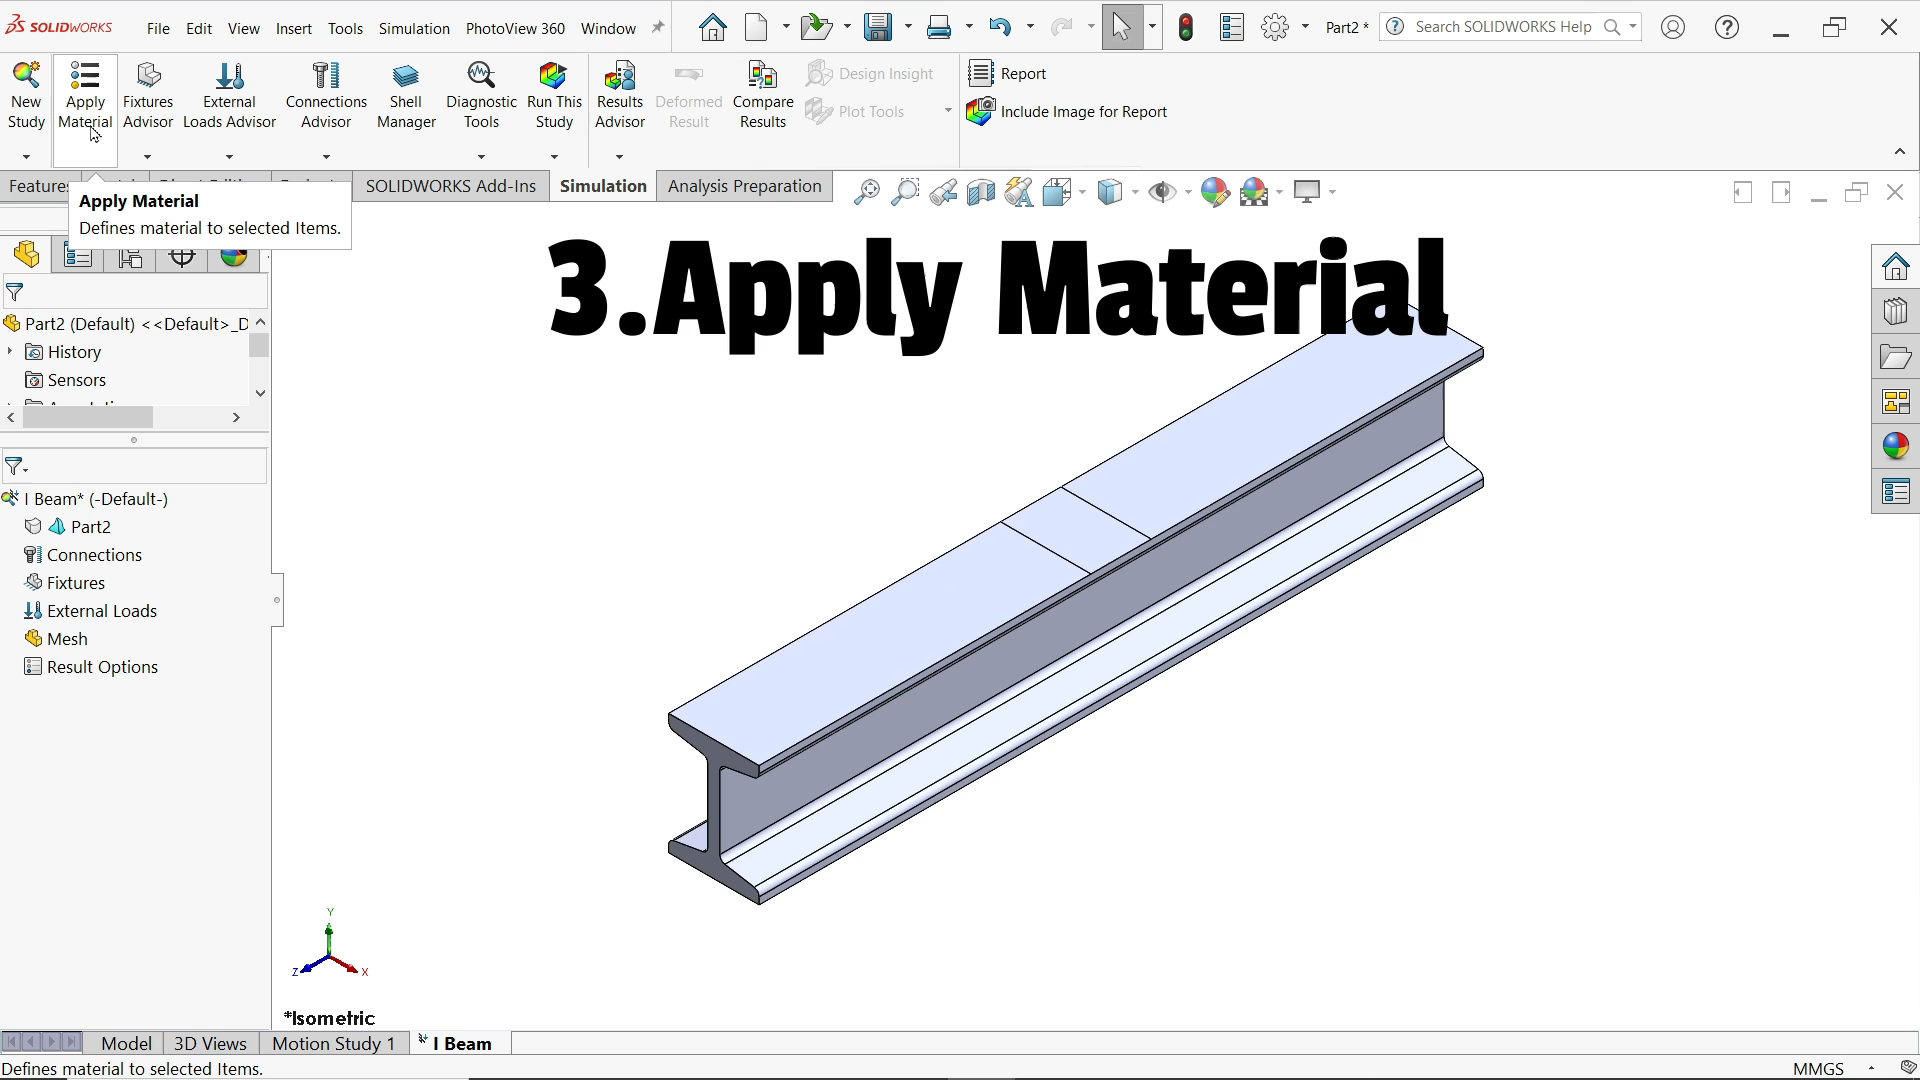 SOLIDWORKS File Edit View Insert Tools Simulation PhotoView 360 Window Part2 * Search SOLIDWORKS Help
New Study
Apply Material
Fixtures Advisor
External Loads Advisor
Connections Advisor
Shell Manager
Diagnostic Tools
Run This Study
Results Advisor
Deformed Result
Compare Results
Design Insight
Plot Tools
Report
Include Image for Report
Features SOLIDWORKS Add-Ins Simulation Analysis Preparation
Apply Material
Defines material to selected Items.
3.Apply Material
Part2 (Default) <<Default>_D
History
Sensors
I Beam* (-Default-)
Part2
Connections
Fixtures
External Loads
Mesh
Result Options
Y
Z
X
*Isometric
Model 3D Views Motion Study 1 I Beam
Defines material to selected Items. MMGS